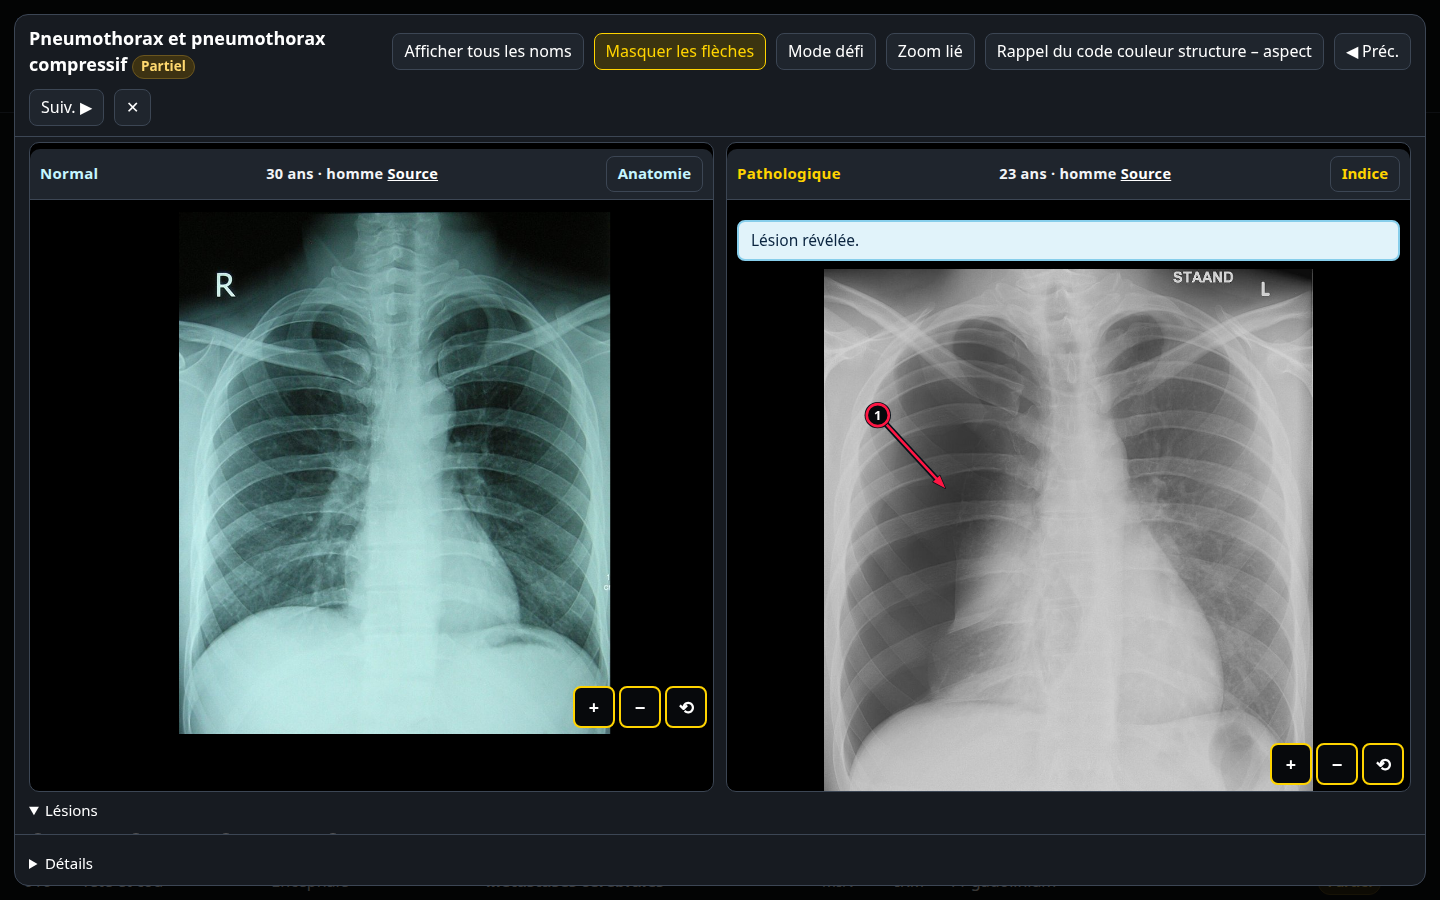 Pneumothorax et pneumothorax
compressif Partiel
Afficher tous les noms
Masquer les flèches
Mode défi
Zoom lié
Rappel du code couleur structure – aspect
◀ Préc.
Suiv. ▶
✕
Normal
30 ans · homme Source
Anatomie
R
+
−
⟲
Pathologique
23 ans · homme Source
Indice
Lésion révélée.
STAAND
L
1
+
−
⟲
▼ Lésions
▶ Détails